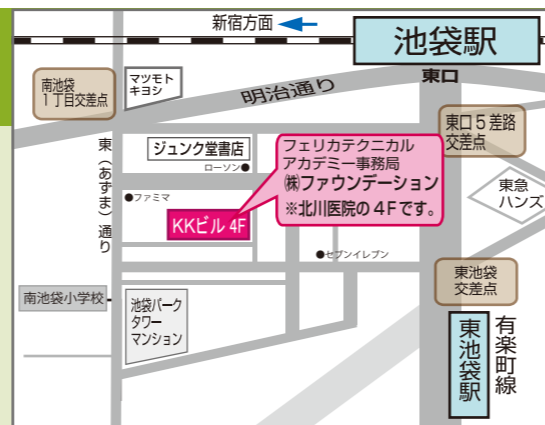 新宿方面
池袋駅
東口
南池袋
1丁目交差点
マツモト
キヨシ
明治通り
東口5差路
交差点
ジュンク堂書店
ローソン
フェリカテクニカル
アカデミー事務局
㈱ファウンデーション
※北川医院の4Fです。
東急
ハンズ
東(あずま)通り
ファミマ
KKビル 4F
セブンイレブン
東池袋
交差点
南池袋小学校
池袋パーク
タワー
マンション
東池袋駅
有楽町線